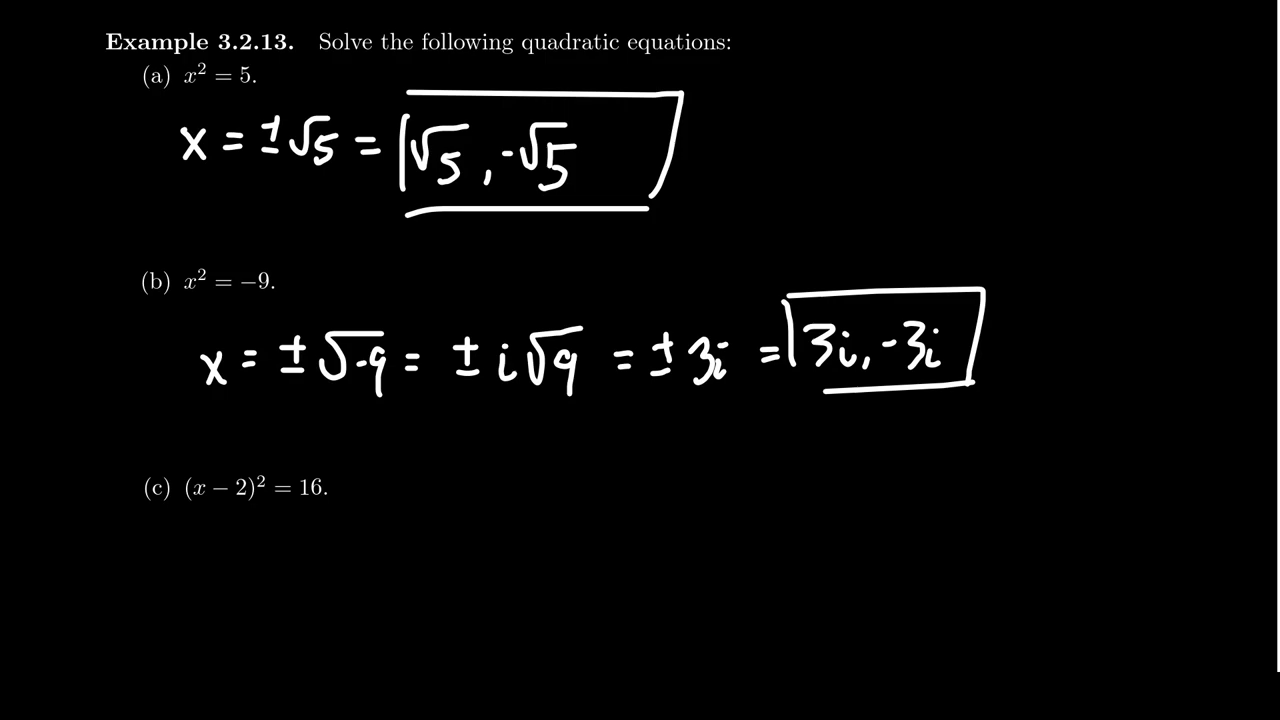 Example 3.2.13. Solve the following quadratic equations:
(a) x² = 5.
x = ±√5 = √5, -√5
(b) x² = −9.
x = ±√-9 = ±i√9 = ±3i = 3i, -3i
(c) (x − 2)² = 16.